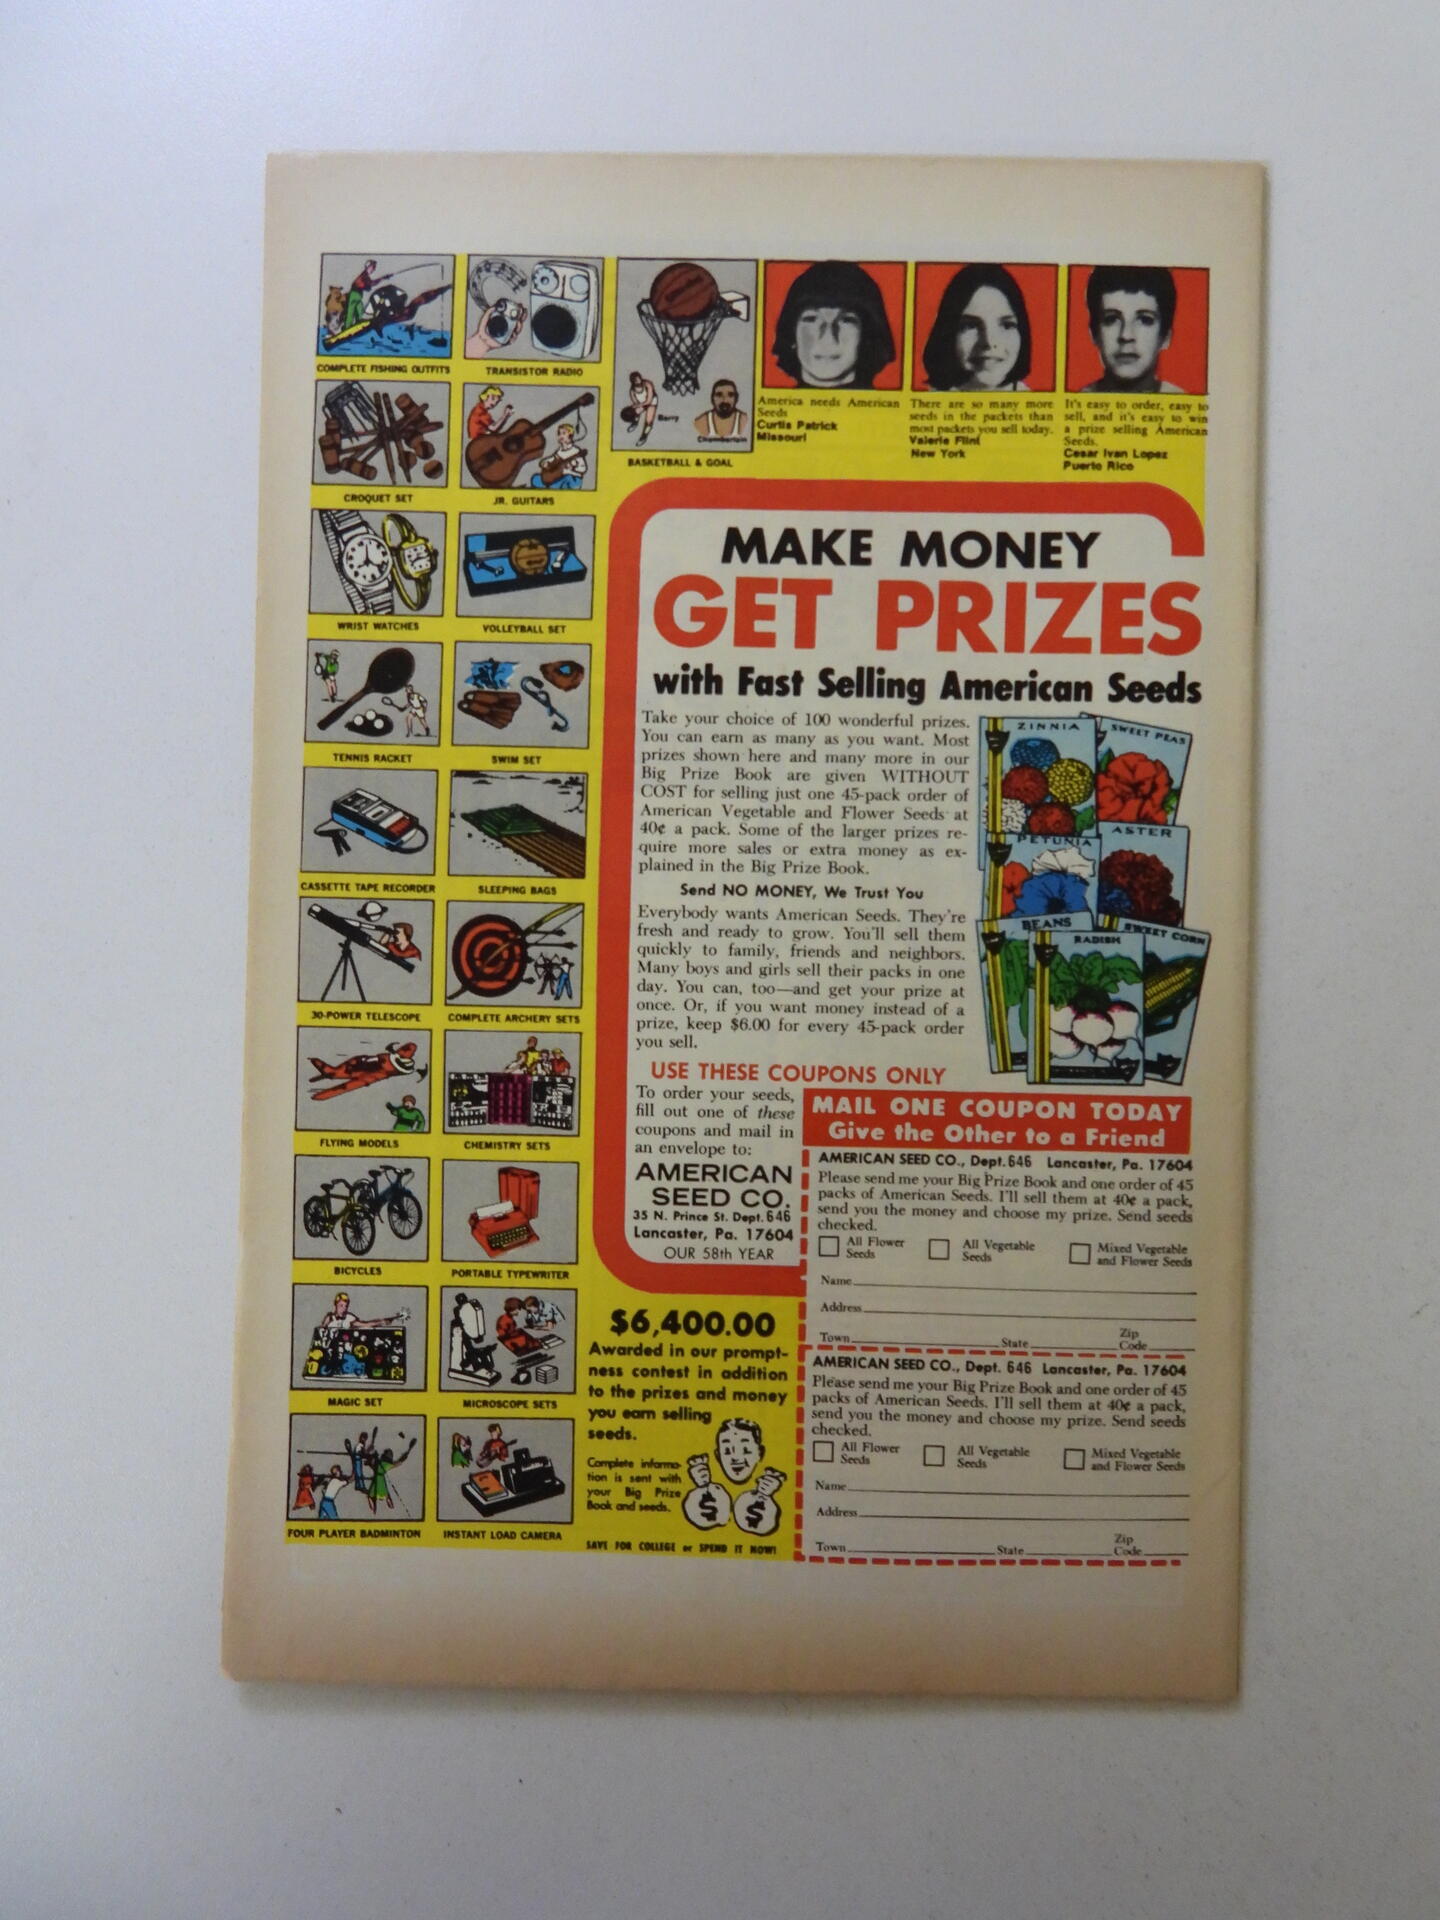 COMPLETE FISHING OUTFITS
TRANSISTOR RADIO
CROQUET SET
JR. GUITARS
WRIST WATCHES
VOLLEYBALL SET
TENNIS RACKET
SWIM SET
CASSETTE TAPE RECORDER
SLEEPING BAGS
30-POWER TELESCOPE
COMPLETE ARCHERY SETS
FLYING MODELS
CHEMISTRY SETS
BICYCLES
PORTABLE TYPEWRITER
MAGIC SET
MICROSCOPE SETS
FOUR PLAYER BADMINTON
INSTANT LOAD CAMERA
Barry
Chamberlain
BASKETBALL & GOAL
America needs American
Seeds
Curtis Patrick
Missouri
There are so many more
seeds in the packets than
most packets you sell today.
Valerie Flint
New York
It's easy to order, easy to
sell, and it's easy to win
a prize selling American
Seeds.
Cesar Ivan Lopez
Puerto Rico
MAKE MONEY
GET PRIZES
with Fast Selling American Seeds
Take your choice of 100 wonderful prizes.
You can earn as many as you want. Most
prizes shown here and many more in our
Big Prize Book are given WITHOUT
COST for selling just one 45-pack order of
American Vegetable and Flower Seeds at
40¢ a pack. Some of the larger prizes re-
quire more sales or extra money as ex-
plained in the Big Prize Book.
Send NO MONEY, We Trust You
Everybody wants American Seeds. They're
fresh and ready to grow. You'll sell them
quickly to family, friends and neighbors.
Many boys and girls sell their packs in one
day. You can, too—and get your prize at
once. Or, if you want money instead of a
prize, keep $6.00 for every 45-pack order
you sell.
ZINNIA
SWEET PEAS
PETUNIA
ASTER
BEANS
RADISH
SWEET CORN
USE THESE COUPONS ONLY
To order your seeds,
fill out one of these
coupons and mail in
an envelope to:
AMERICAN
SEED CO.
35 N. Prince St. Dept. 646
Lancaster, Pa. 17604
OUR 58th YEAR
$6,400.00
Awarded in our prompt-
ness contest in addition
to the prizes and money
you earn selling
seeds.
Complete informa-
tion is sent with
your Big Prize
Book and seeds.
$ $
SAVE FOR COLLEGE or SPEND IT NOW!
MAIL ONE COUPON TODAY
Give the Other to a Friend
AMERICAN SEED CO., Dept. 646 Lancaster, Pa. 17604
Please send me your Big Prize Book and one order of 45
packs of American Seeds. I'll sell them at 40¢ a pack,
send you the money and choose my prize. Send seeds
checked.
All Flower
Seeds
All Vegetable
Seeds
Mixed Vegetable
and Flower Seeds
Name
Address
Town State Zip
Code
AMERICAN SEED CO., Dept. 646 Lancaster, Pa. 17604
Please send me your Big Prize Book and one order of 45
packs of American Seeds. I'll sell them at 40¢ a pack,
send you the money and choose my prize. Send seeds
checked.
All Flower
Seeds
All Vegetable
Seeds
Mixed Vegetable
and Flower Seeds
Name
Address
Town State Zip
Code